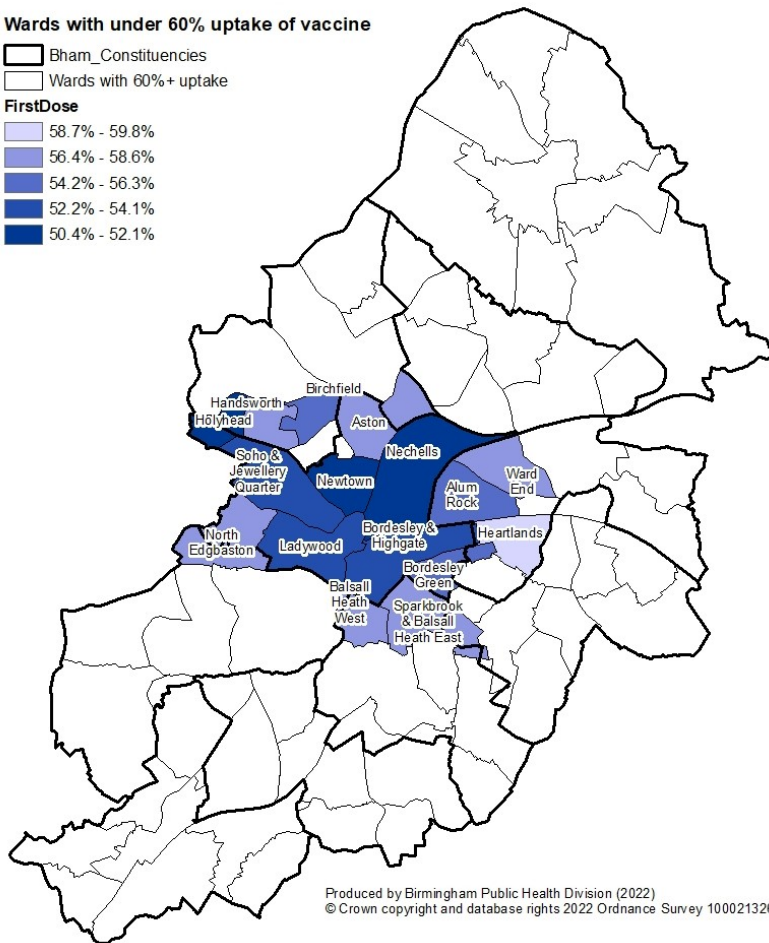 Wards with under 60% uptake of vaccine
Bham_Constituencies
Wards with 60%+ uptake
FirstDose
58.7% - 59.8%
56.4% - 58.6%
54.2% - 56.3%
52.2% - 54.1%
50.4% - 52.1%
Birchfield
Handsworth
Holyhead
Aston
Nechells
Soho &
Jewellery
Quarter
Newtown
Ward
End
Alum
Rock
North
Edgbaston
Ladywood
Bordesley &
Highgate
Heartlands
Bordesley
Green
Balsall
Heath
West
Sparkbrook
& Balsall
Heath East
Produced by Birmingham Public Health Division (2022)
© Crown copyright and database rights 2022 Ordnance Survey 100021326